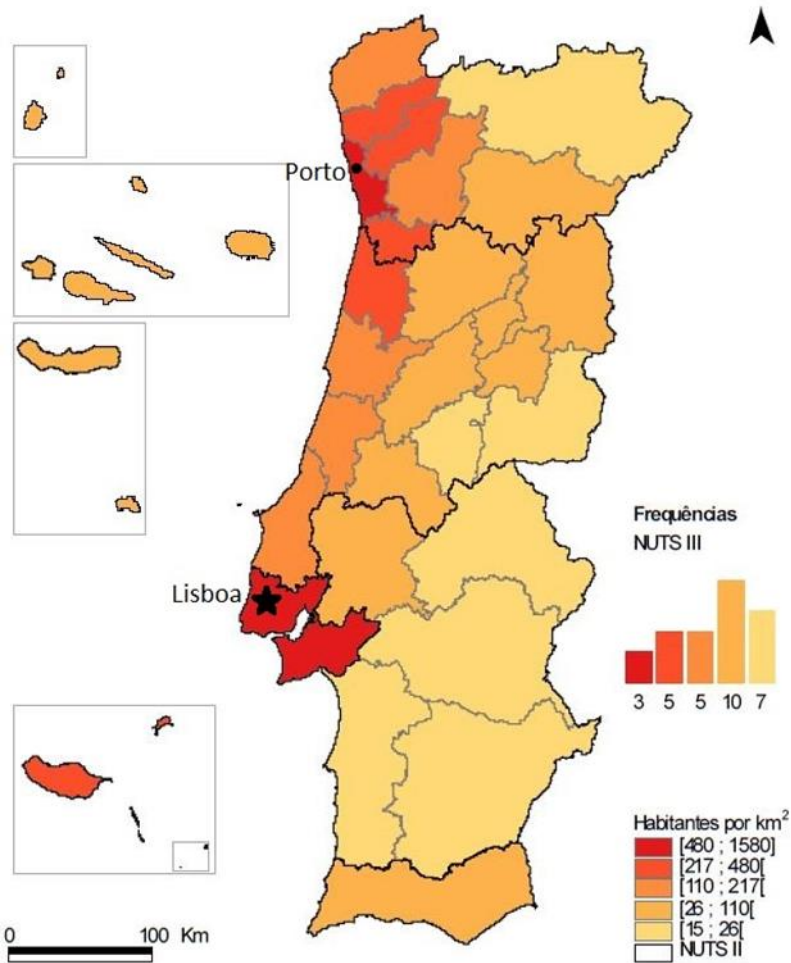 Porto
Lisboa
Frequências
NUTS III
3 5 5 10 7
Habitantes por km²
[480 ; 1580]
[217 ; 480[
[110 ; 217[
[26 ; 110[
[15 ; 26[
NUTS II
0 100 Km